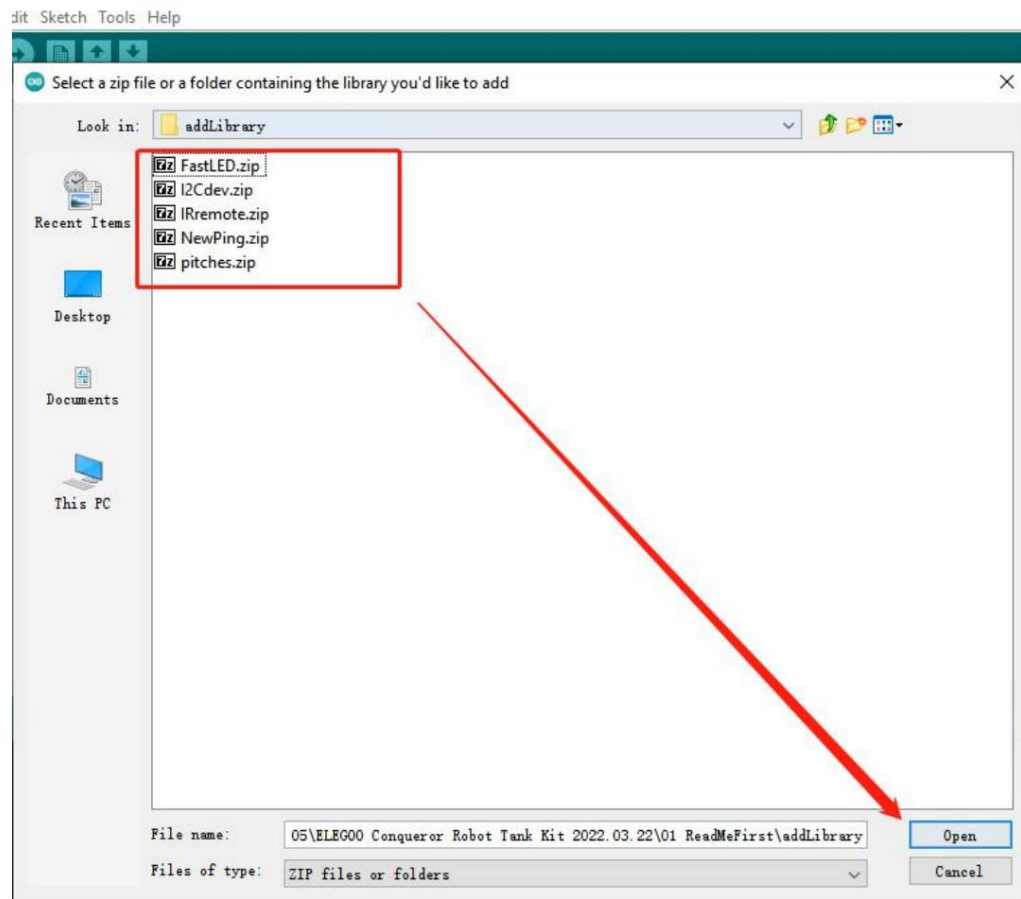 dit Sketch Tools Help
Select a zip file or a folder containing the library you'd like to add
Look in: addLibrary
FastLED.zip
I2Cdev.zip
IRremote.zip
NewPing.zip
pitches.zip
Recent Items
Desktop
Documents
This PC
File name: 05\ELEGOO Conqueror Robot Tank Kit 2022.03.22\01 ReadMeFirst\addLibrary
Open
Files of type: ZIP files or folders
Cancel